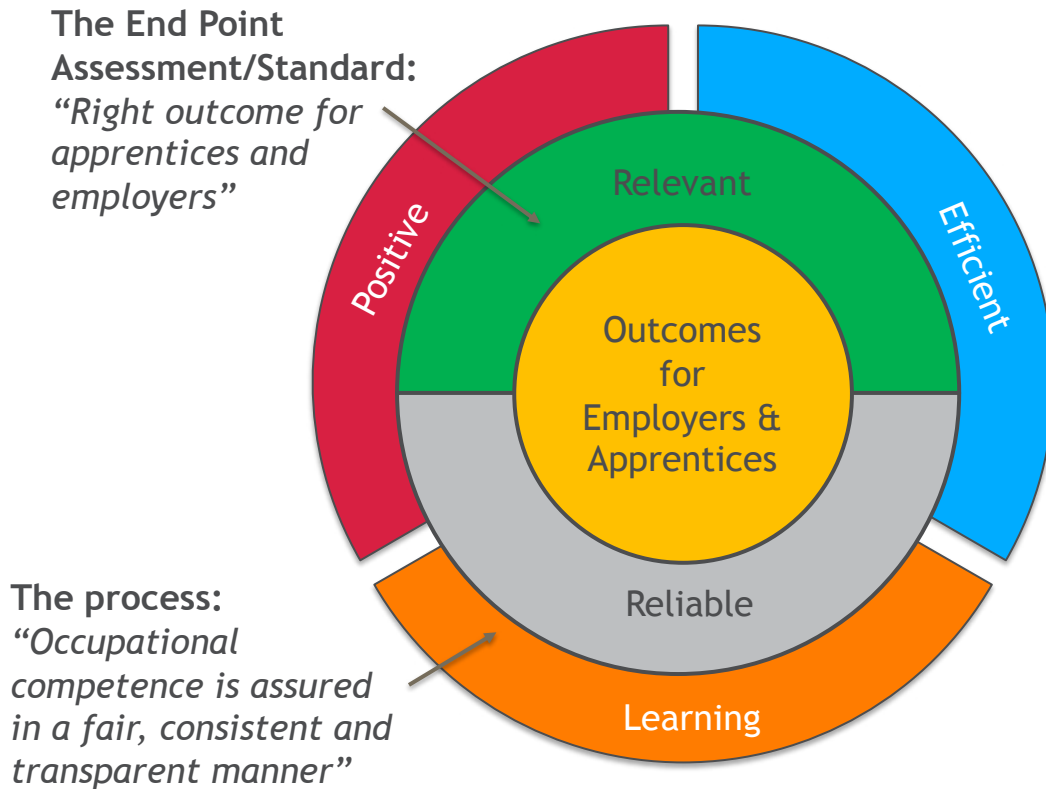 The End Point
Assessment/Standard:
“Right outcome for
apprentices and
employers”
Relevant
Positive
Efficient
Outcomes
for
Employers &
Apprentices
The process:
“Occupational
competence is assured
in a fair, consistent and
transparent manner”
Reliable
Learning